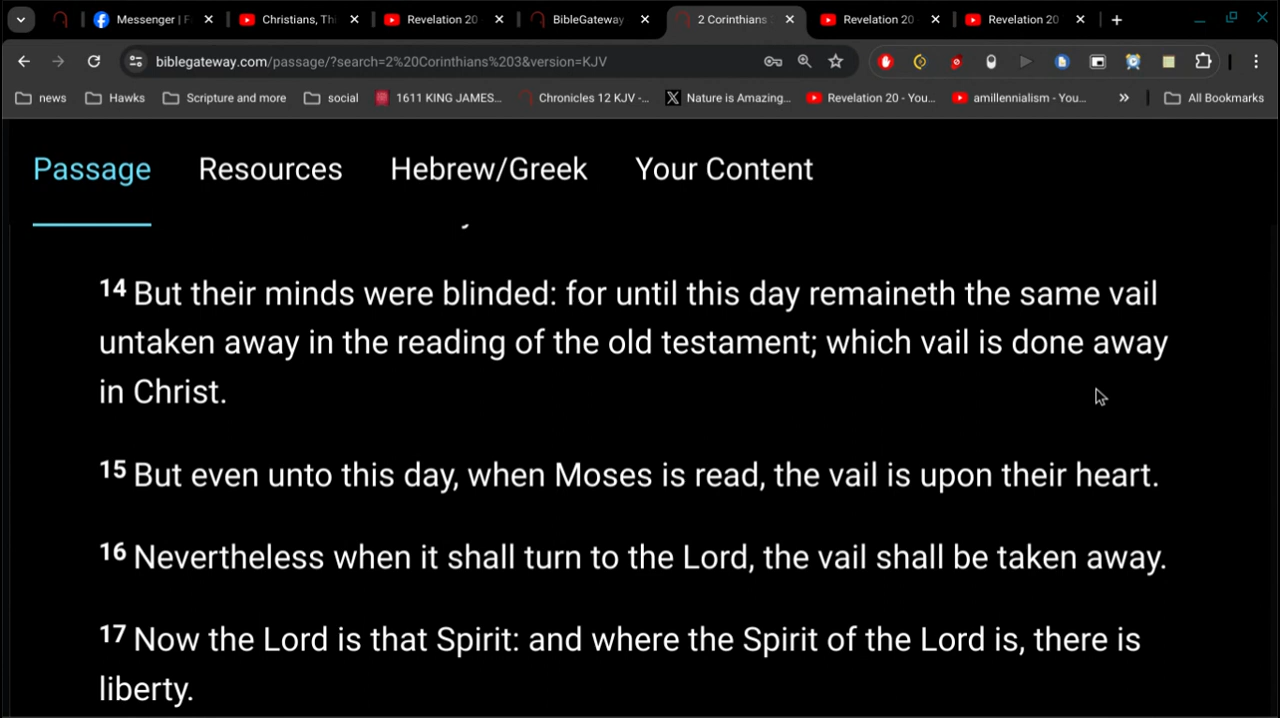 Messenger | F
Christians, Thi
Revelation 20
BibleGateway
2 Corinthians
Revelation 20
Revelation 20
biblegateway.com/passage/?search=2%20Corinthians%203&version=KJV
news
Hawks
Scripture and more
social
1611 KING JAMES...
Chronicles 12 KJV -...
Nature is Amazing...
Revelation 20 - You...
amillennialism - You...
»
All Bookmarks
Passage
Resources
Hebrew/Greek
Your Content
14 But their minds were blinded: for until this day remaineth the same vail
untaken away in the reading of the old testament; which vail is done away
in Christ.
15 But even unto this day, when Moses is read, the vail is upon their heart.
16 Nevertheless when it shall turn to the Lord, the vail shall be taken away.
17 Now the Lord is that Spirit: and where the Spirit of the Lord is, there is
liberty.